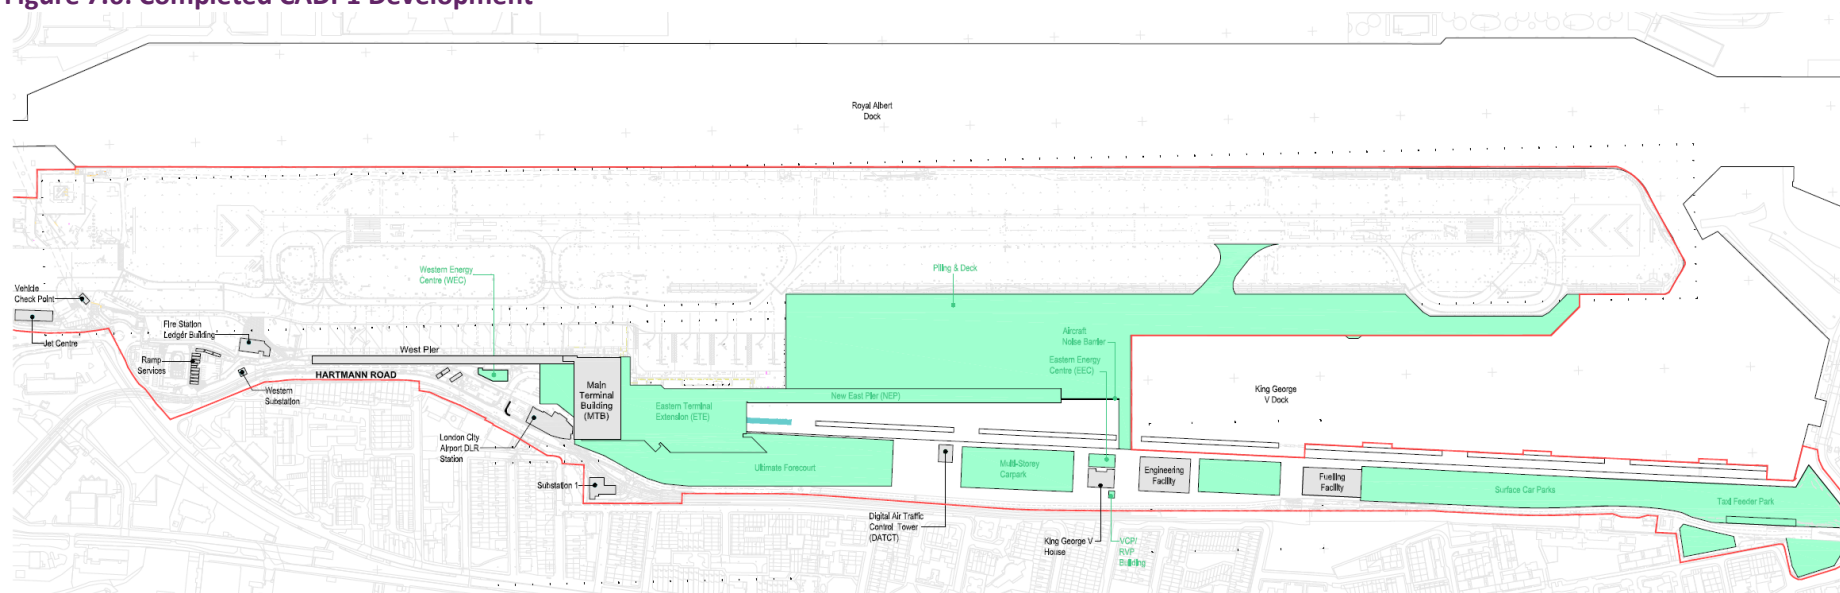 Figure 7.6: Completed CADP1 Development
Royal Albert
Dock
Western Energy
Centre (WEC)
Piling & Deck
Vehicle
Check Point
Jet Centre
Fire Station
Ledger Building
Ramp
Services
West Pier
HARTMANN ROAD
Western
Substation
Main
Terminal
Building
(MTB)
London City
Airport DLR
Station
Substation 1
Eastern Terminal
Extension (ETE)
New East Pier (NEP)
Aircraft
Noise Barrier
Eastern Energy
Centre (EEC)
King George
V Dock
Ultimate Forecourt
Multi-Storey
Carpark
Digital Air Traffic
Control Tower
(DATCT)
King George V
House
VCP/
RVP
Building
Engineering
Facility
Fuelling
Facility
Surface Car Parks
Taxi Feeder Park